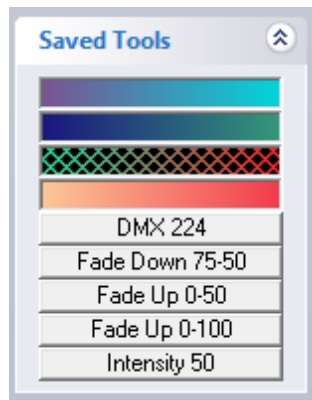 Saved Tools
DMX 224
Fade Down 75-50
Fade Up 0-50
Fade Up 0-100
Intensity 50